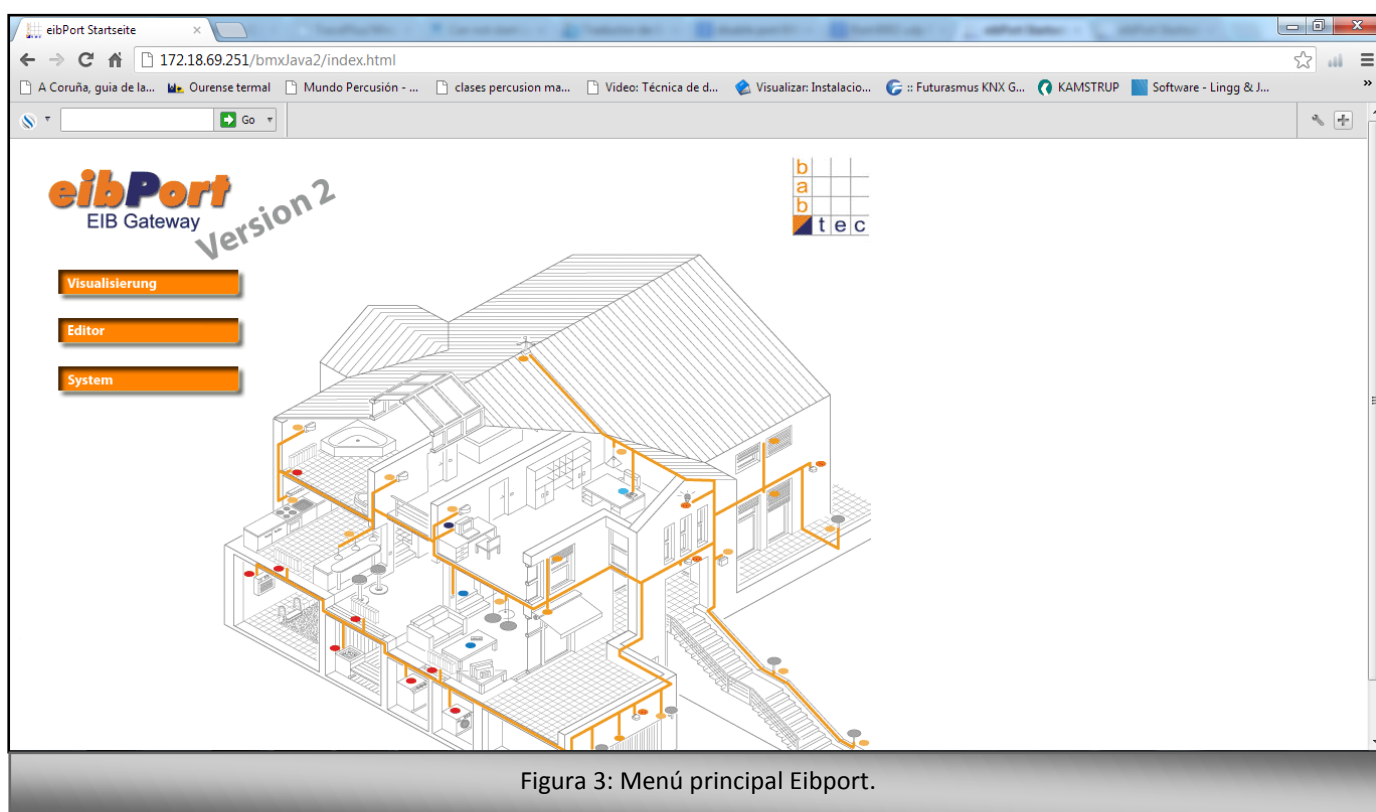 eibPort Startseite
172.18.69.251/bmxJava2/index.html
A Coruña, guia de la... Ourense termal Mundo Percusión - ... clases percusion ma... Video: Técnica de d... Visualizar: Instalacio... :: Futurasmus KNX G... KAMSTRUP Software - Lingg & J... »
Go
eibPort
EIB Gateway
Version 2
b
a
b
t e c
Visualisierung
Editor
System
Figura 3: Menú principal Eibport.